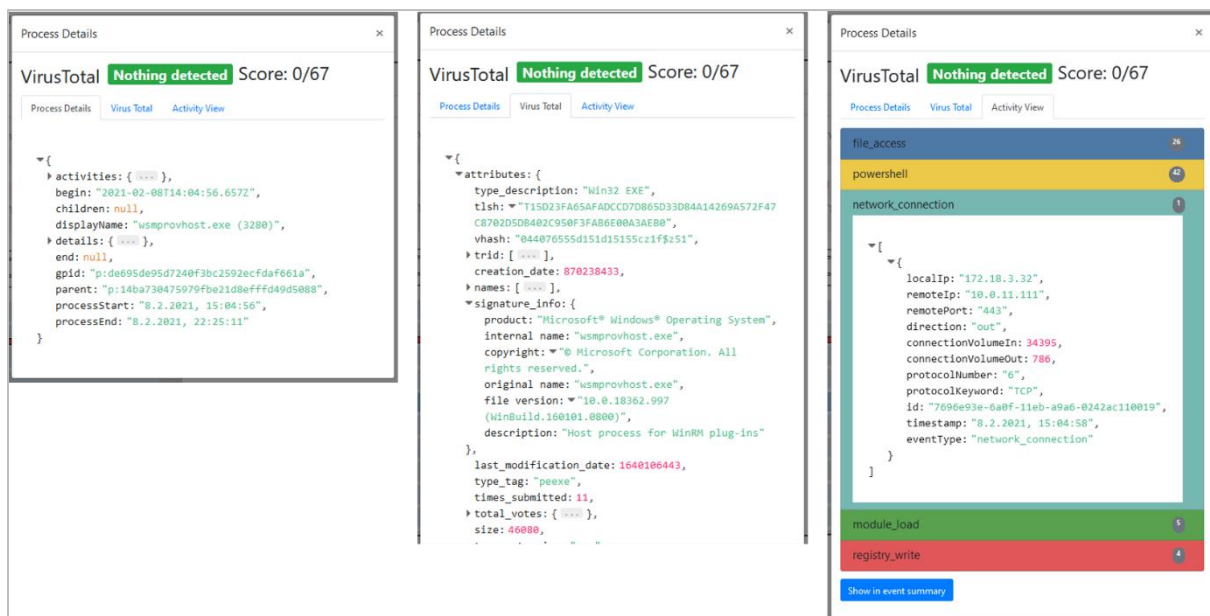 Process Details ×
VirusTotal Nothing detected Score: 0/67
Process Details Virus Total Activity View
{
activities: { ... },
begin: "2021-02-08T14:04:56.657Z",
children: null,
displayName: "wsmprovhost.exe (3280)",
details: { ... },
end: null,
gpid: "p:de695de95d7240f3bc2592ecfdaf661a",
parent: "p:14ba730475979fbe21d8efffd49d5088",
processStart: "8.2.2021, 15:04:56",
processEnd: "8.2.2021, 22:25:11"
}
Process Details ×
VirusTotal Nothing detected Score: 0/67
Process Details Virus Total Activity View
{
attributes: {
type_description: "Win32 EXE",
tlsh: "T15D23FA65AFADCCD7D865D33D84A14269A572F47
C8702D5DB402C950F3FAB6E00A3AEB0",
vhash: "044076555d151d15155cz1f$z51",
trid: [ ... ],
creation_date: 870238433,
names: [ ... ],
signature_info: {
product: "Microsoft® Windows® Operating System",
internal name: "wsmprovhost.exe",
copyright: "© Microsoft Corporation. All
rights reserved.",
original name: "wsmprovhost.exe",
file version: "10.0.18362.997
(WinBuild.160101.0800)",
description: "Host process for WinRM plug-ins"
},
last_modification_date: 1640106443,
type_tag: "peexe",
times_submitted: 11,
total_votes: { ... },
size: 46080,
Process Details ×
VirusTotal Nothing detected Score: 0/67
Process Details Virus Total Activity View
file_access 26
powershell 42
network_connection 1
[
{
localIp: "172.18.3.32",
remoteIp: "10.0.11.111",
remotePort: "443",
direction: "out",
connectionVolumeIn: 34395,
connectionVolumeOut: 786,
protocolNumber: "6",
protocolKeyword: "TCP",
id: "7696e93e-6a0f-11eb-a9a6-0242ac110019",
timestamp: "8.2.2021, 15:04:58",
eventType: "network_connection"
}
]
module_load 5
registry_write 4
Show in event summary